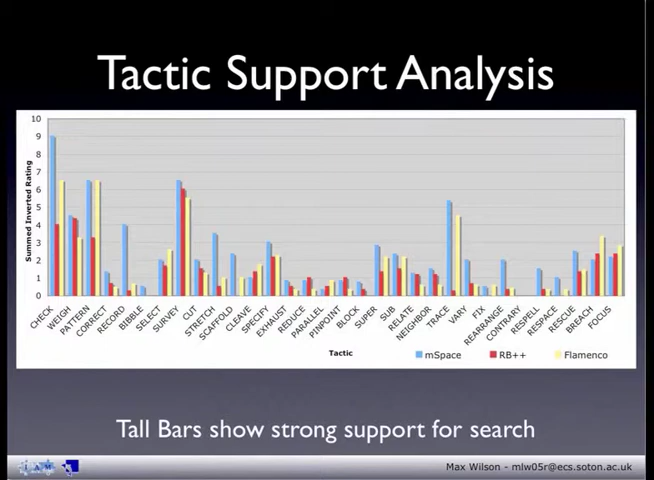 Tactic Support Analysis
10
9
8
7
6
5
4
3
2
1
0
Summed Inverted Rating
CHECK
WEIGH
PATTERN
CORRECT
RECORD
BIBBLE
SELECT
SURVEY
CUT
STRETCH
SCAFFOLD
CLEAVE
SPECIFY
EXHAUST
REDUCE
PARALLEL
PINPOINT
BLOCK
SUPER
SUB
RELATE
NEIGHBOR
TRACE
VARY
FIX
REARRANGE
CONTRARY
RESPELL
RESPACE
RESCUE
BREACH
FOCUS
Tactic
mSpace
RB++
Flamenco
Tall Bars show strong support for search
IAM
Max Wilson - mlw05r@ecs.soton.ac.uk